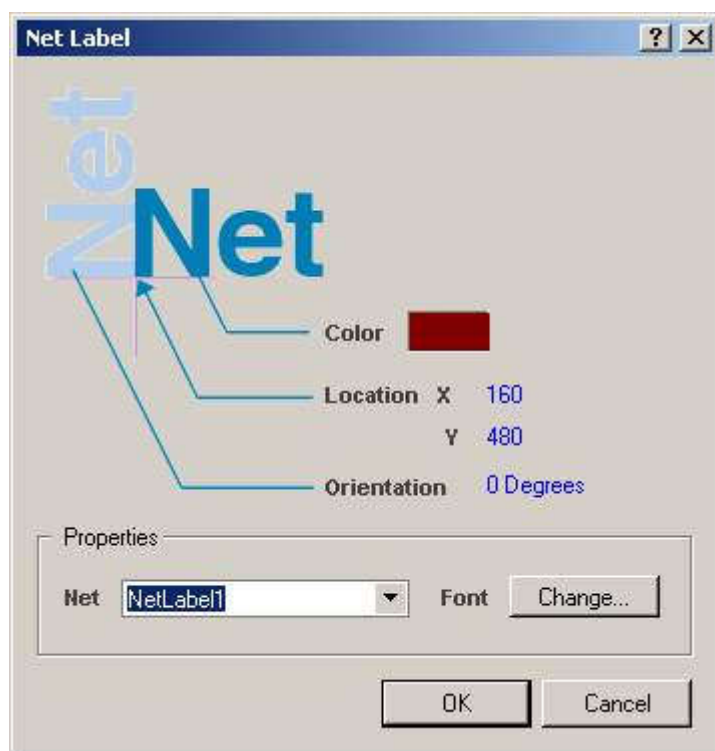 Net Label
Net
Net
Color
Location X 160
Y 480
Orientation 0 Degrees
Properties
Net NetLabel1 Font Change...
OK Cancel